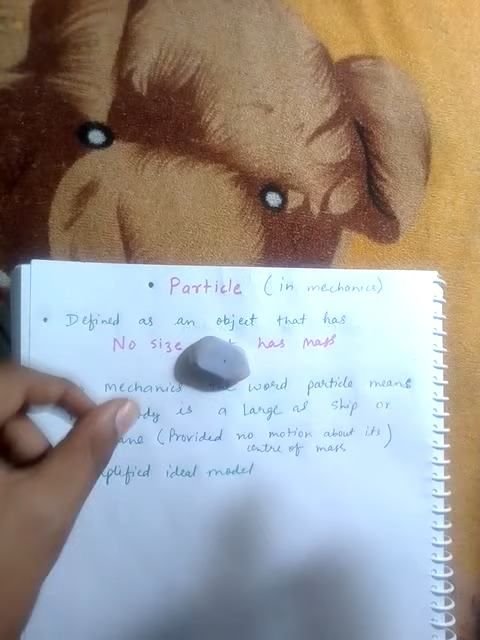 • Particle (in mechanics)
• Defined as an object that has
No size has mass
mechanics word particle means
is a large as ship or
(Provided no motion about its)
centre of mass
ideal model